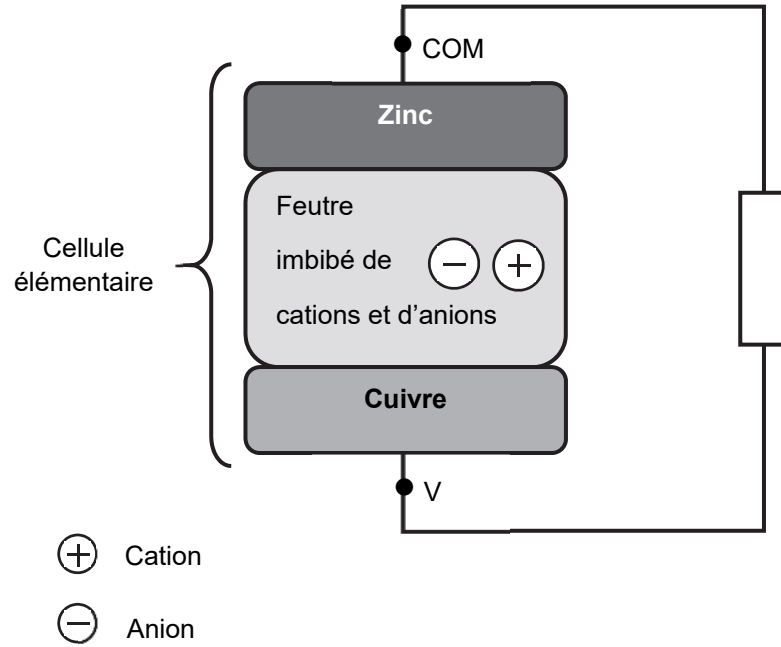 COM
Zinc
Feutre
imbibé de − +
cations et d’anions
Cellule
élémentaire
Cuivre
V
+ Cation
− Anion